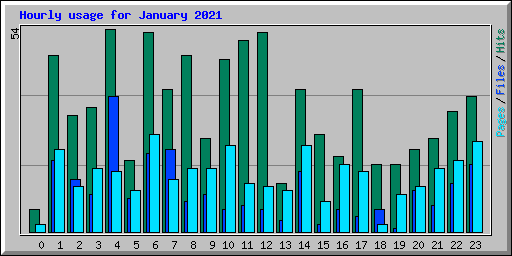 Hourly usage for January 2021
54
Pages/Files/Hits
0 1 2 3 4 5 6 7 8 9 10 11 12 13 14 15 16 17 18 19 20 21 22 23